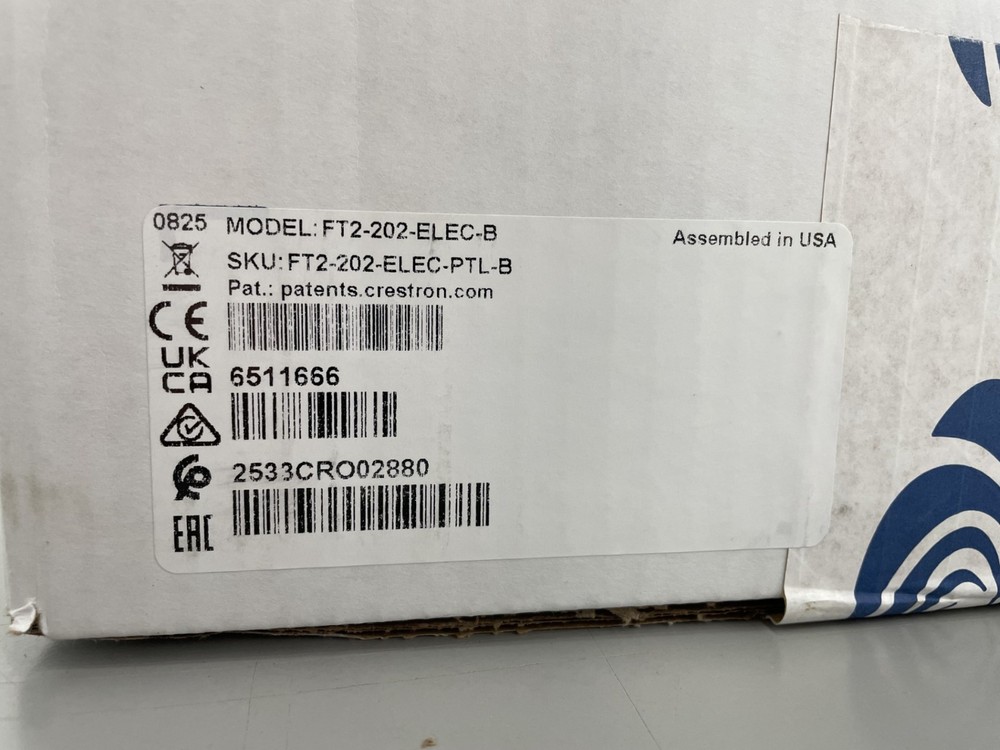 0825
MODEL: FT2-202-ELEC-B
Assembled in USA
SKU: FT2-202-ELEC-PTL-B
Pat.: patents.crestron.com
CE
UK
CA
6511666
2533CRO02880
EAC